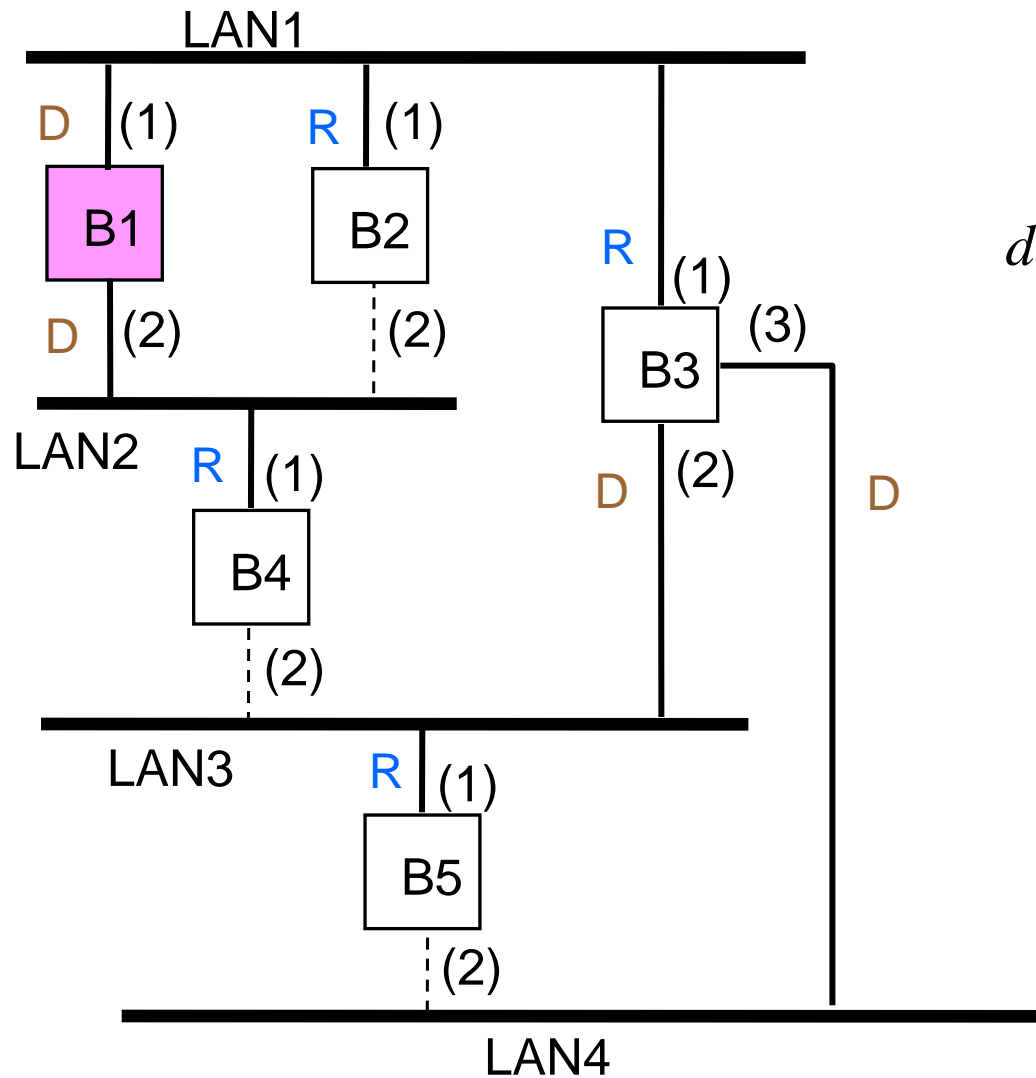 LAN1
D (1) R (1)
B1 B2 R (1) d
D (2) (2) B3 (3)
LAN2 R (1) D (2) D
B4
(2)
LAN3 R (1)
B5
(2)
LAN4